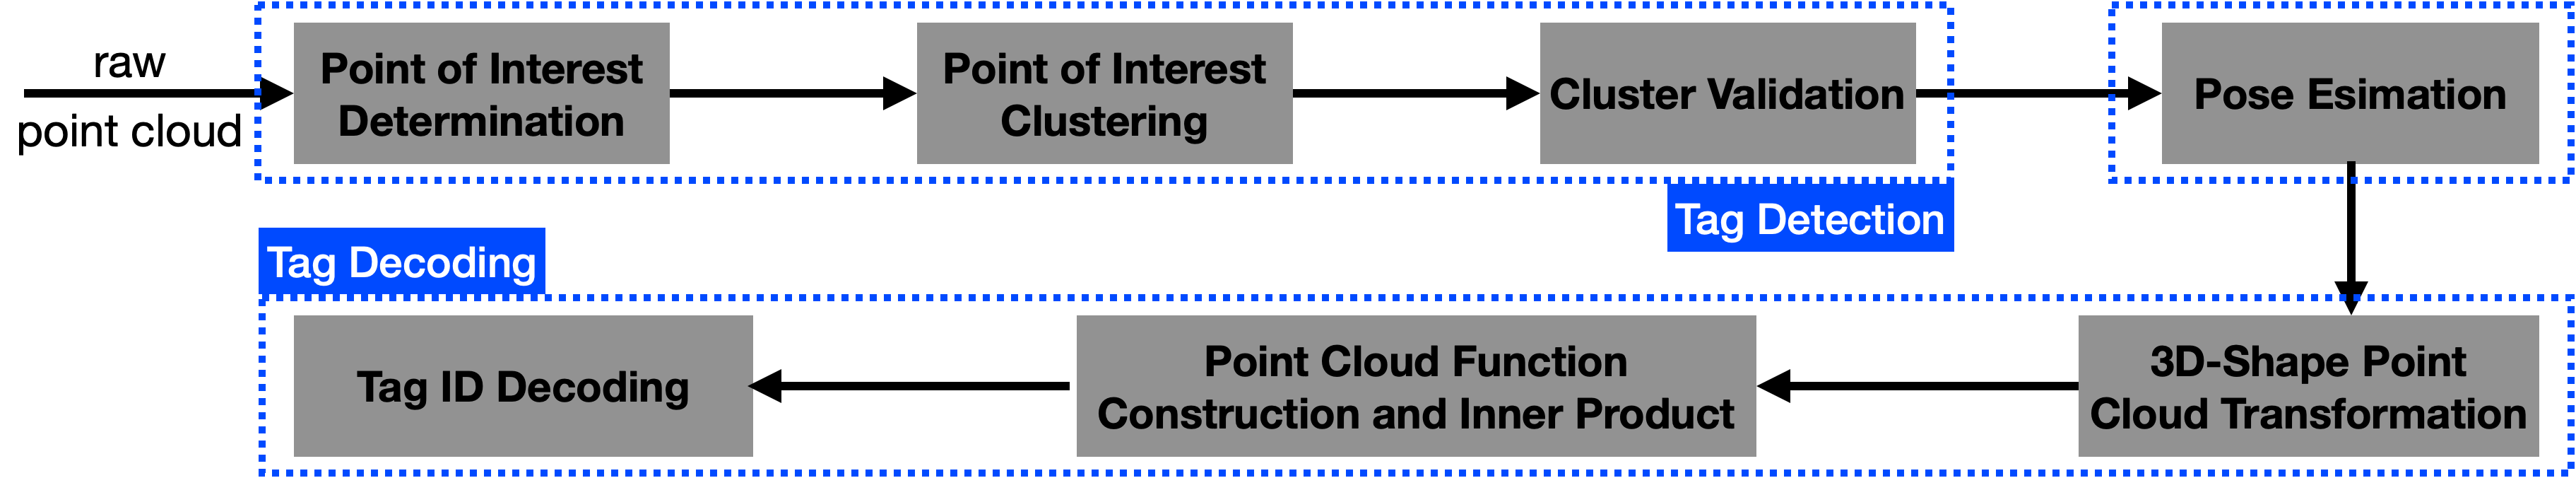 raw
point cloud
Point of Interest
Determination
Point of Interest
Clustering
Cluster Validation
Pose Esimation
Tag Detection
Tag Decoding
3D-Shape Point
Cloud Transformation
Point Cloud Function
Construction and Inner Product
Tag ID Decoding